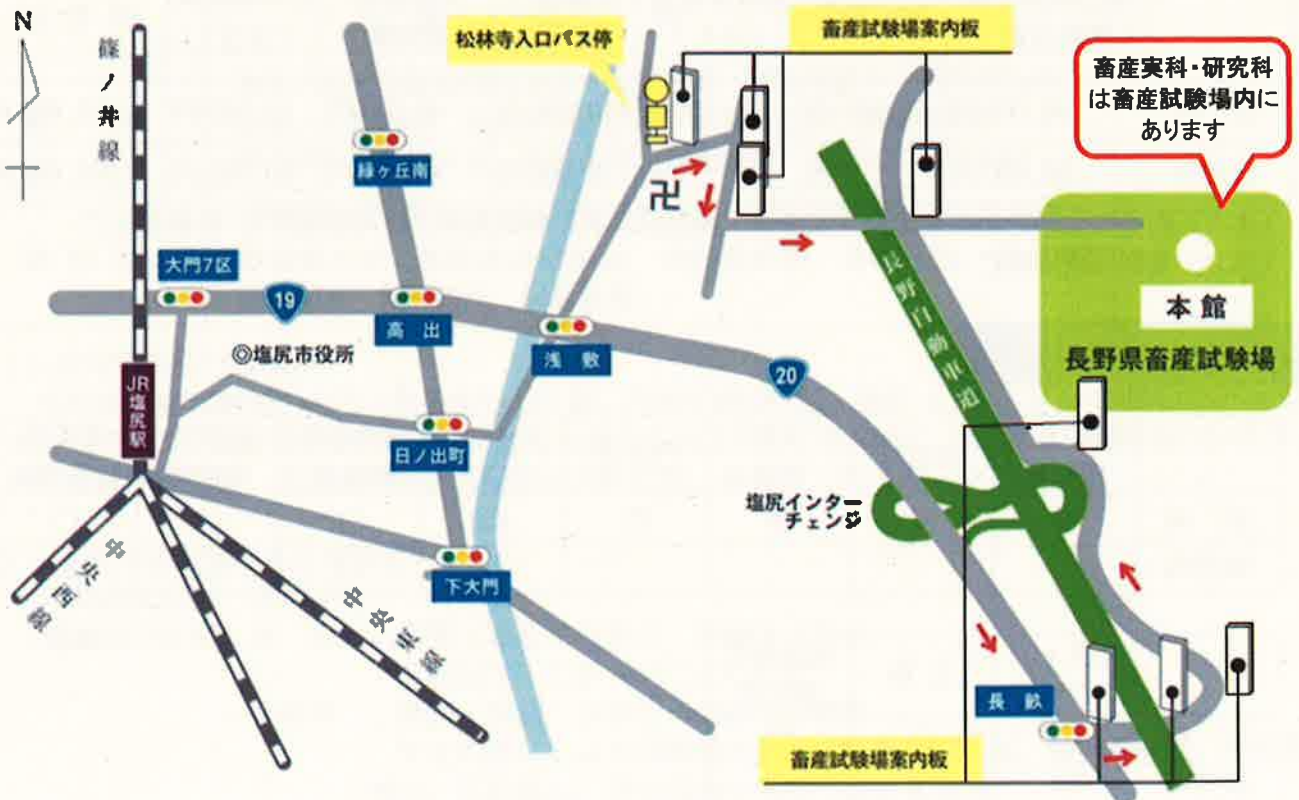 N
篠ノ井線
松林寺入口バス停
畜産試験場案内板
畜産実科・研究科
は畜産試験場内に
あります
緑ヶ丘南
卍
大門7区
19
高出
◎塩尻市役所
浅敷
20
長野自動車道
本館
長野県畜産試験場
JR塩尻駅
日ノ出町
塩尻インター
チェンジ
下大門
中央西線
中央東線
長畝
畜産試験場案内板